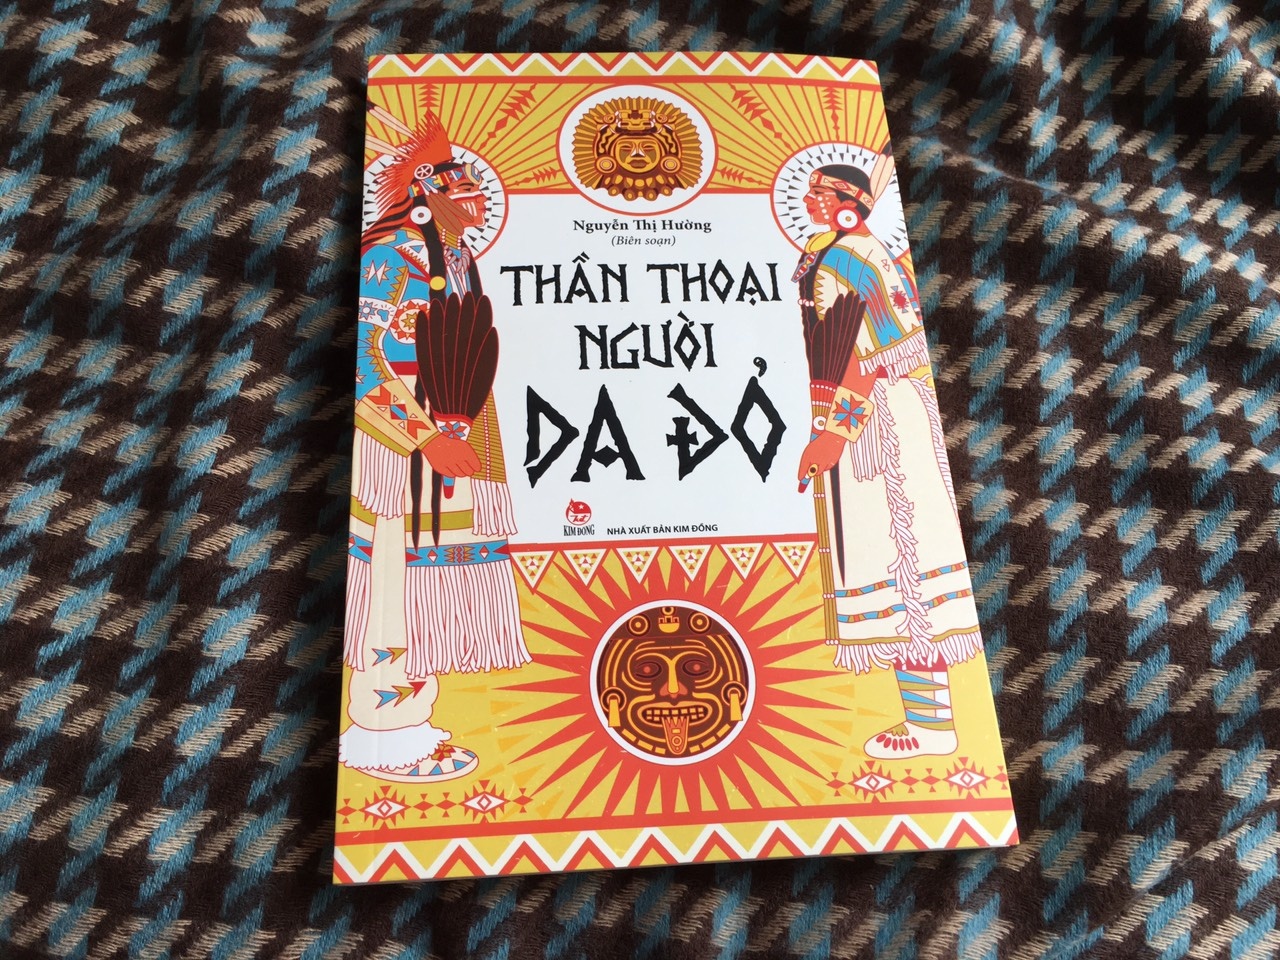 Nguyễn Thị Hường
(Biên soạn)
THẦN THOẠI
NGƯỜI
DA ĐỎ
KIM ĐỒNG
NHÀ XUẤT BẢN KIM ĐỒNG